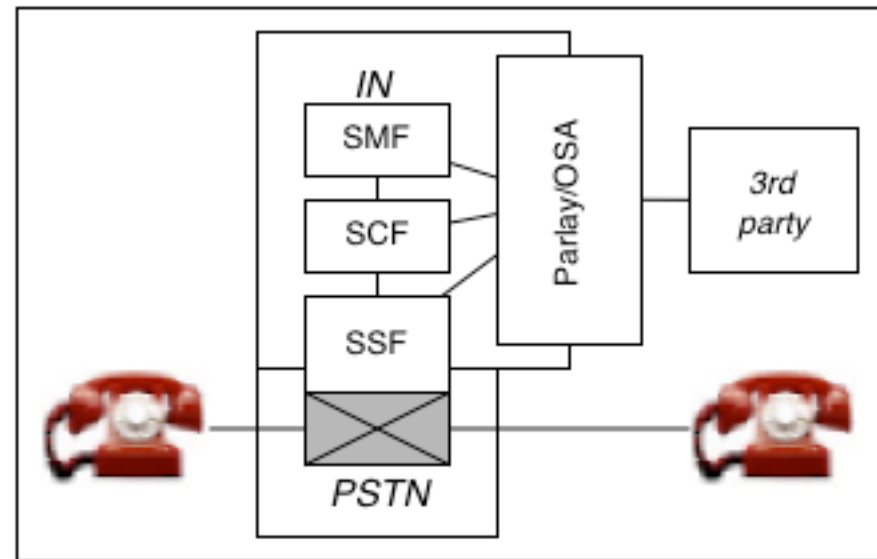 IN
SMF
SCF
SSF
PSTN
Parlay/OSA
3rd
party